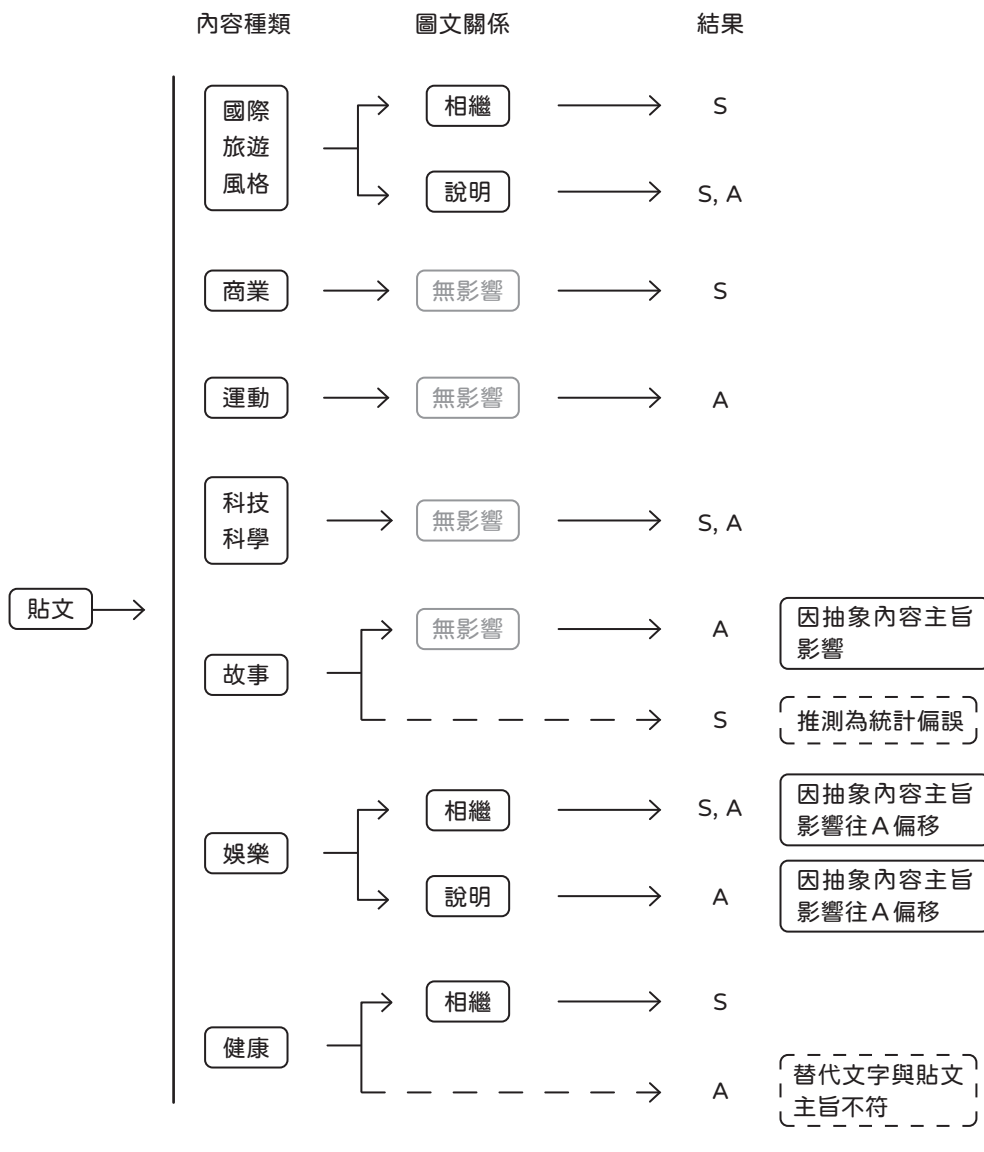 內容種類
圖文關係
結果
國際
旅遊
風格
相繼
S
說明
S, A
商業
無影響
S
運動
無影響
A
科技
科學
無影響
S, A
貼文
故事
無影響
A
因抽象內容主旨
影響
S
推測為統計偏誤
娛樂
相繼
S, A
因抽象內容主旨
影響往A偏移
說明
A
因抽象內容主旨
影響往A偏移
健康
相繼
S
A
替代文字與貼文
主旨不符